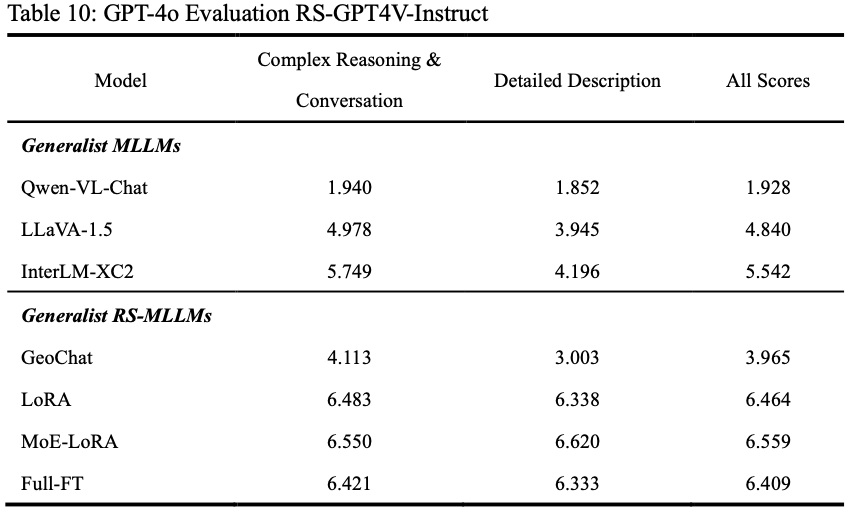 Table 10: GPT-4o Evaluation RS-GPT4V-Instruct
Model Complex Reasoning & Conversation Detailed Description All Scores
Generalist MLLMs
Qwen-VL-Chat 1.940 1.852 1.928
LLaVA-1.5 4.978 3.945 4.840
InterLM-XC2 5.749 4.196 5.542
Generalist RS-MLLMs
GeoChat 4.113 3.003 3.965
LoRA 6.483 6.338 6.464
MoE-LoRA 6.550 6.620 6.559
Full-FT 6.421 6.333 6.409